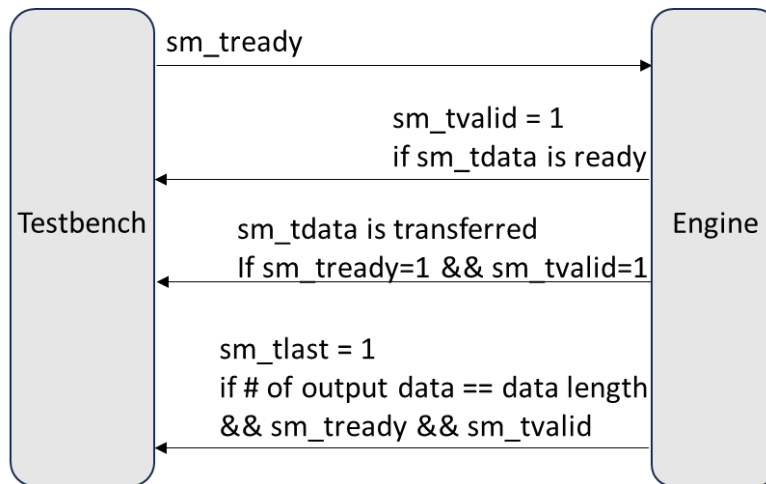 sm_tready
sm_tvalid = 1
if sm_tdata is ready
Testbench
Engine
sm_tdata is transferred
If sm_tready=1 && sm_tvalid=1
sm_tlast = 1
if # of output data == data length
&& sm_tready && sm_tvalid